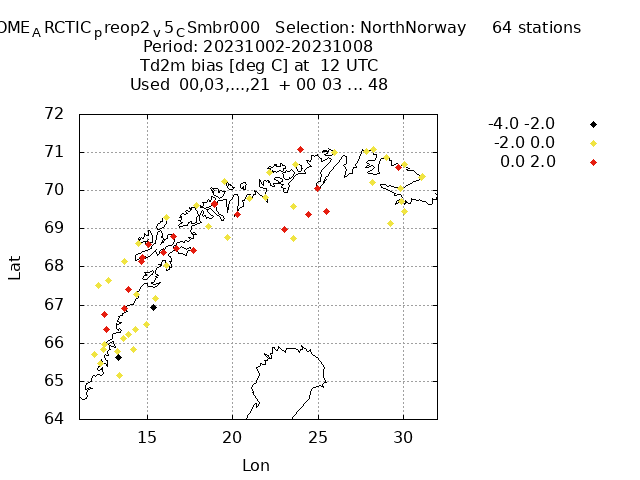 OME_A RCTIC_p reop2_v 5_C Smbr000 Selection: NorthNorway 64 stations
Period: 20231002-20231008
Td2m bias [deg C] at 12 UTC
Used 00,03,...,21 + 00 03 ... 48
-4.0 -2.0
-2.0 0.0
0.0 2.0
72
71
70
69
68
67
66
65
64
Lat
15 20 25 30
Lon